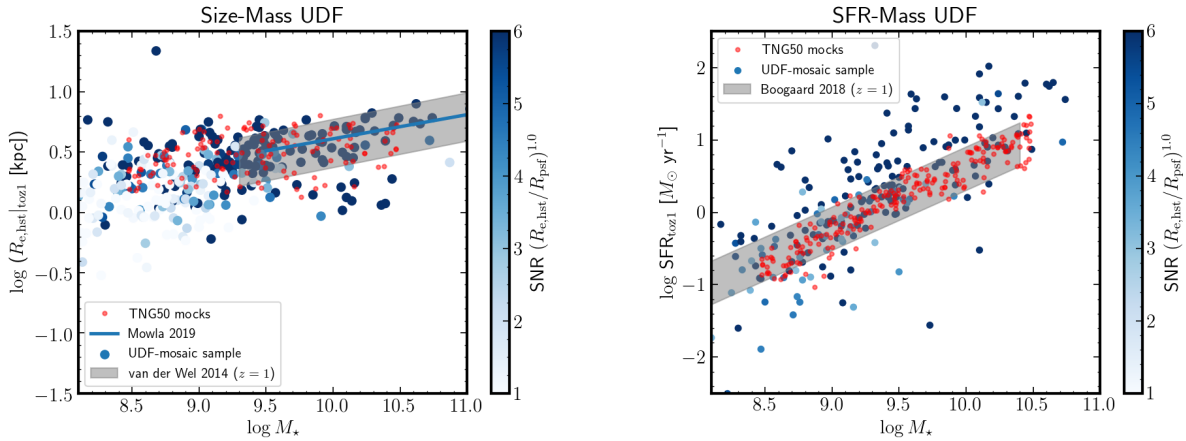 Size-Mass UDF
1.5
1.0
0.5
0.0
−0.5
−1.0
−1.5
log (R_e,hst|_toz1 [kpc])
TNG50 mocks
Mowla 2019
UDF-mosaic sample
van der Wel 2014 (z = 1)
8.5 9.0 9.5 10.0 10.5 11.0
log M⋆
6
5
4
3
2
1
SNR (R_e,hst/R_psf)^1.0
SFR-Mass UDF
2
1
0
−1
−2
log SFR_toz1 [M⊙ yr^−1]
TNG50 mocks
UDF-mosaic sample
Boogaard 2018 (z = 1)
8.5 9.0 9.5 10.0 10.5 11.0
log M⋆
6
5
4
3
2
1
SNR (R_e,hst/R_psf)^1.0